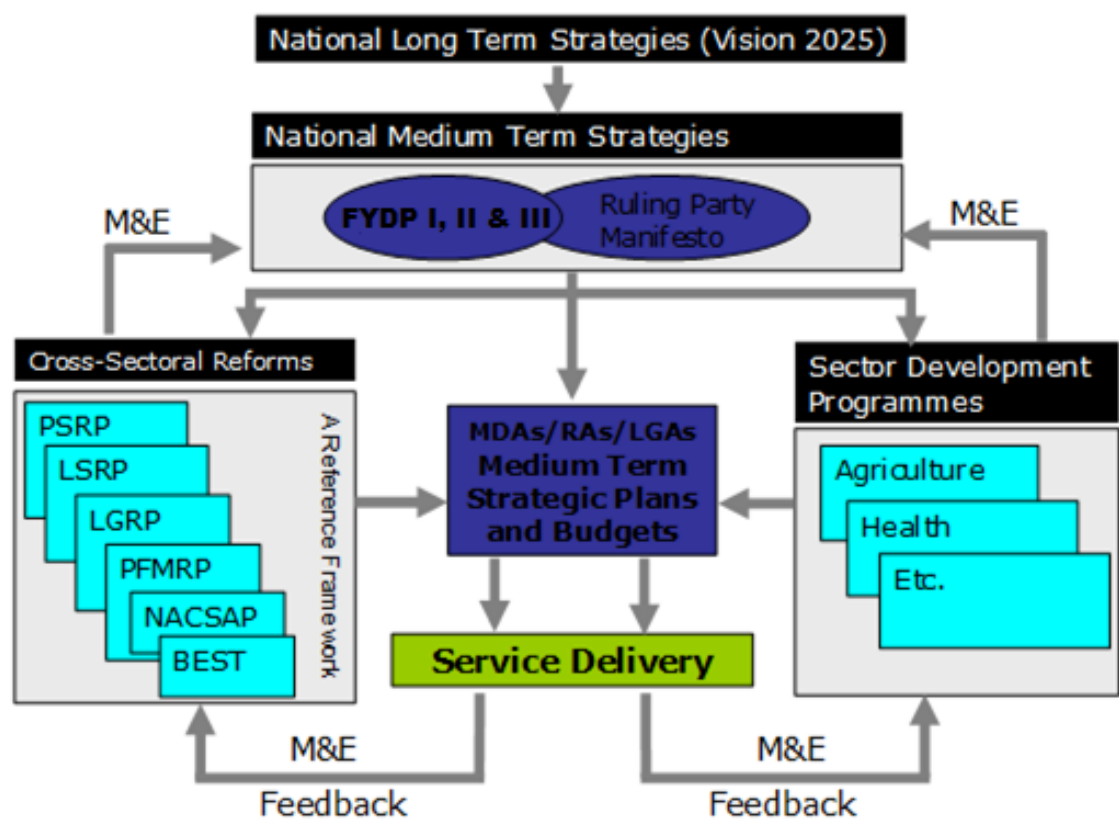 National Long Term Strategies (Vision 2025)
National Medium Term Strategies
FYDP I, II & III
Ruling Party
Manifesto
M&E
M&E
Cross-Sectoral Reforms
PSRP
LSRP
LGRP
PFMRP
NACSAP
BEST
A Reference Framework
MDAs/RAs/LGAs
Medium Term
Strategic Plans
and Budgets
Sector Development
Programmes
Agriculture
Health
Etc.
Service Delivery
M&E
Feedback
M&E
Feedback